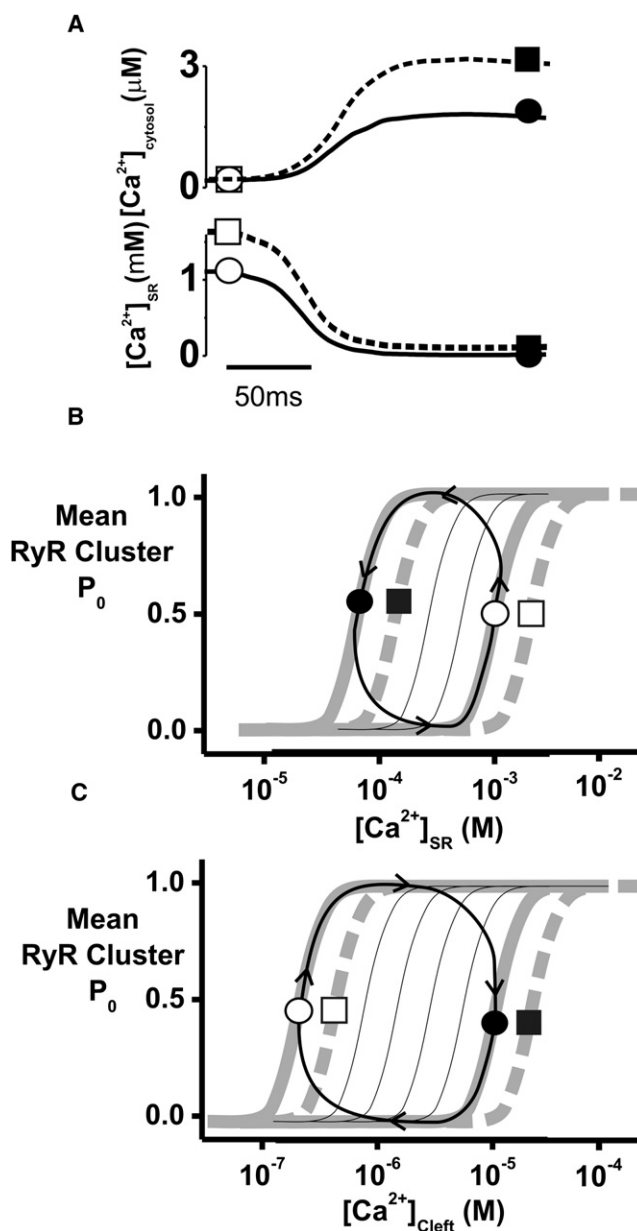 A
3
0
[Ca²⁺]cytosol (μM)
1
0
[Ca²⁺]SR (mM)
50ms
B
Mean
RyR Cluster
P₀
1.0
0.5
0.0
10⁻⁵ 10⁻⁴ 10⁻³ 10⁻²
[Ca²⁺]SR (M)
C
Mean
RyR Cluster
P₀
1.0
0.5
0.0
10⁻⁷ 10⁻⁶ 10⁻⁵ 10⁻⁴
[Ca²⁺]Cleft (M)